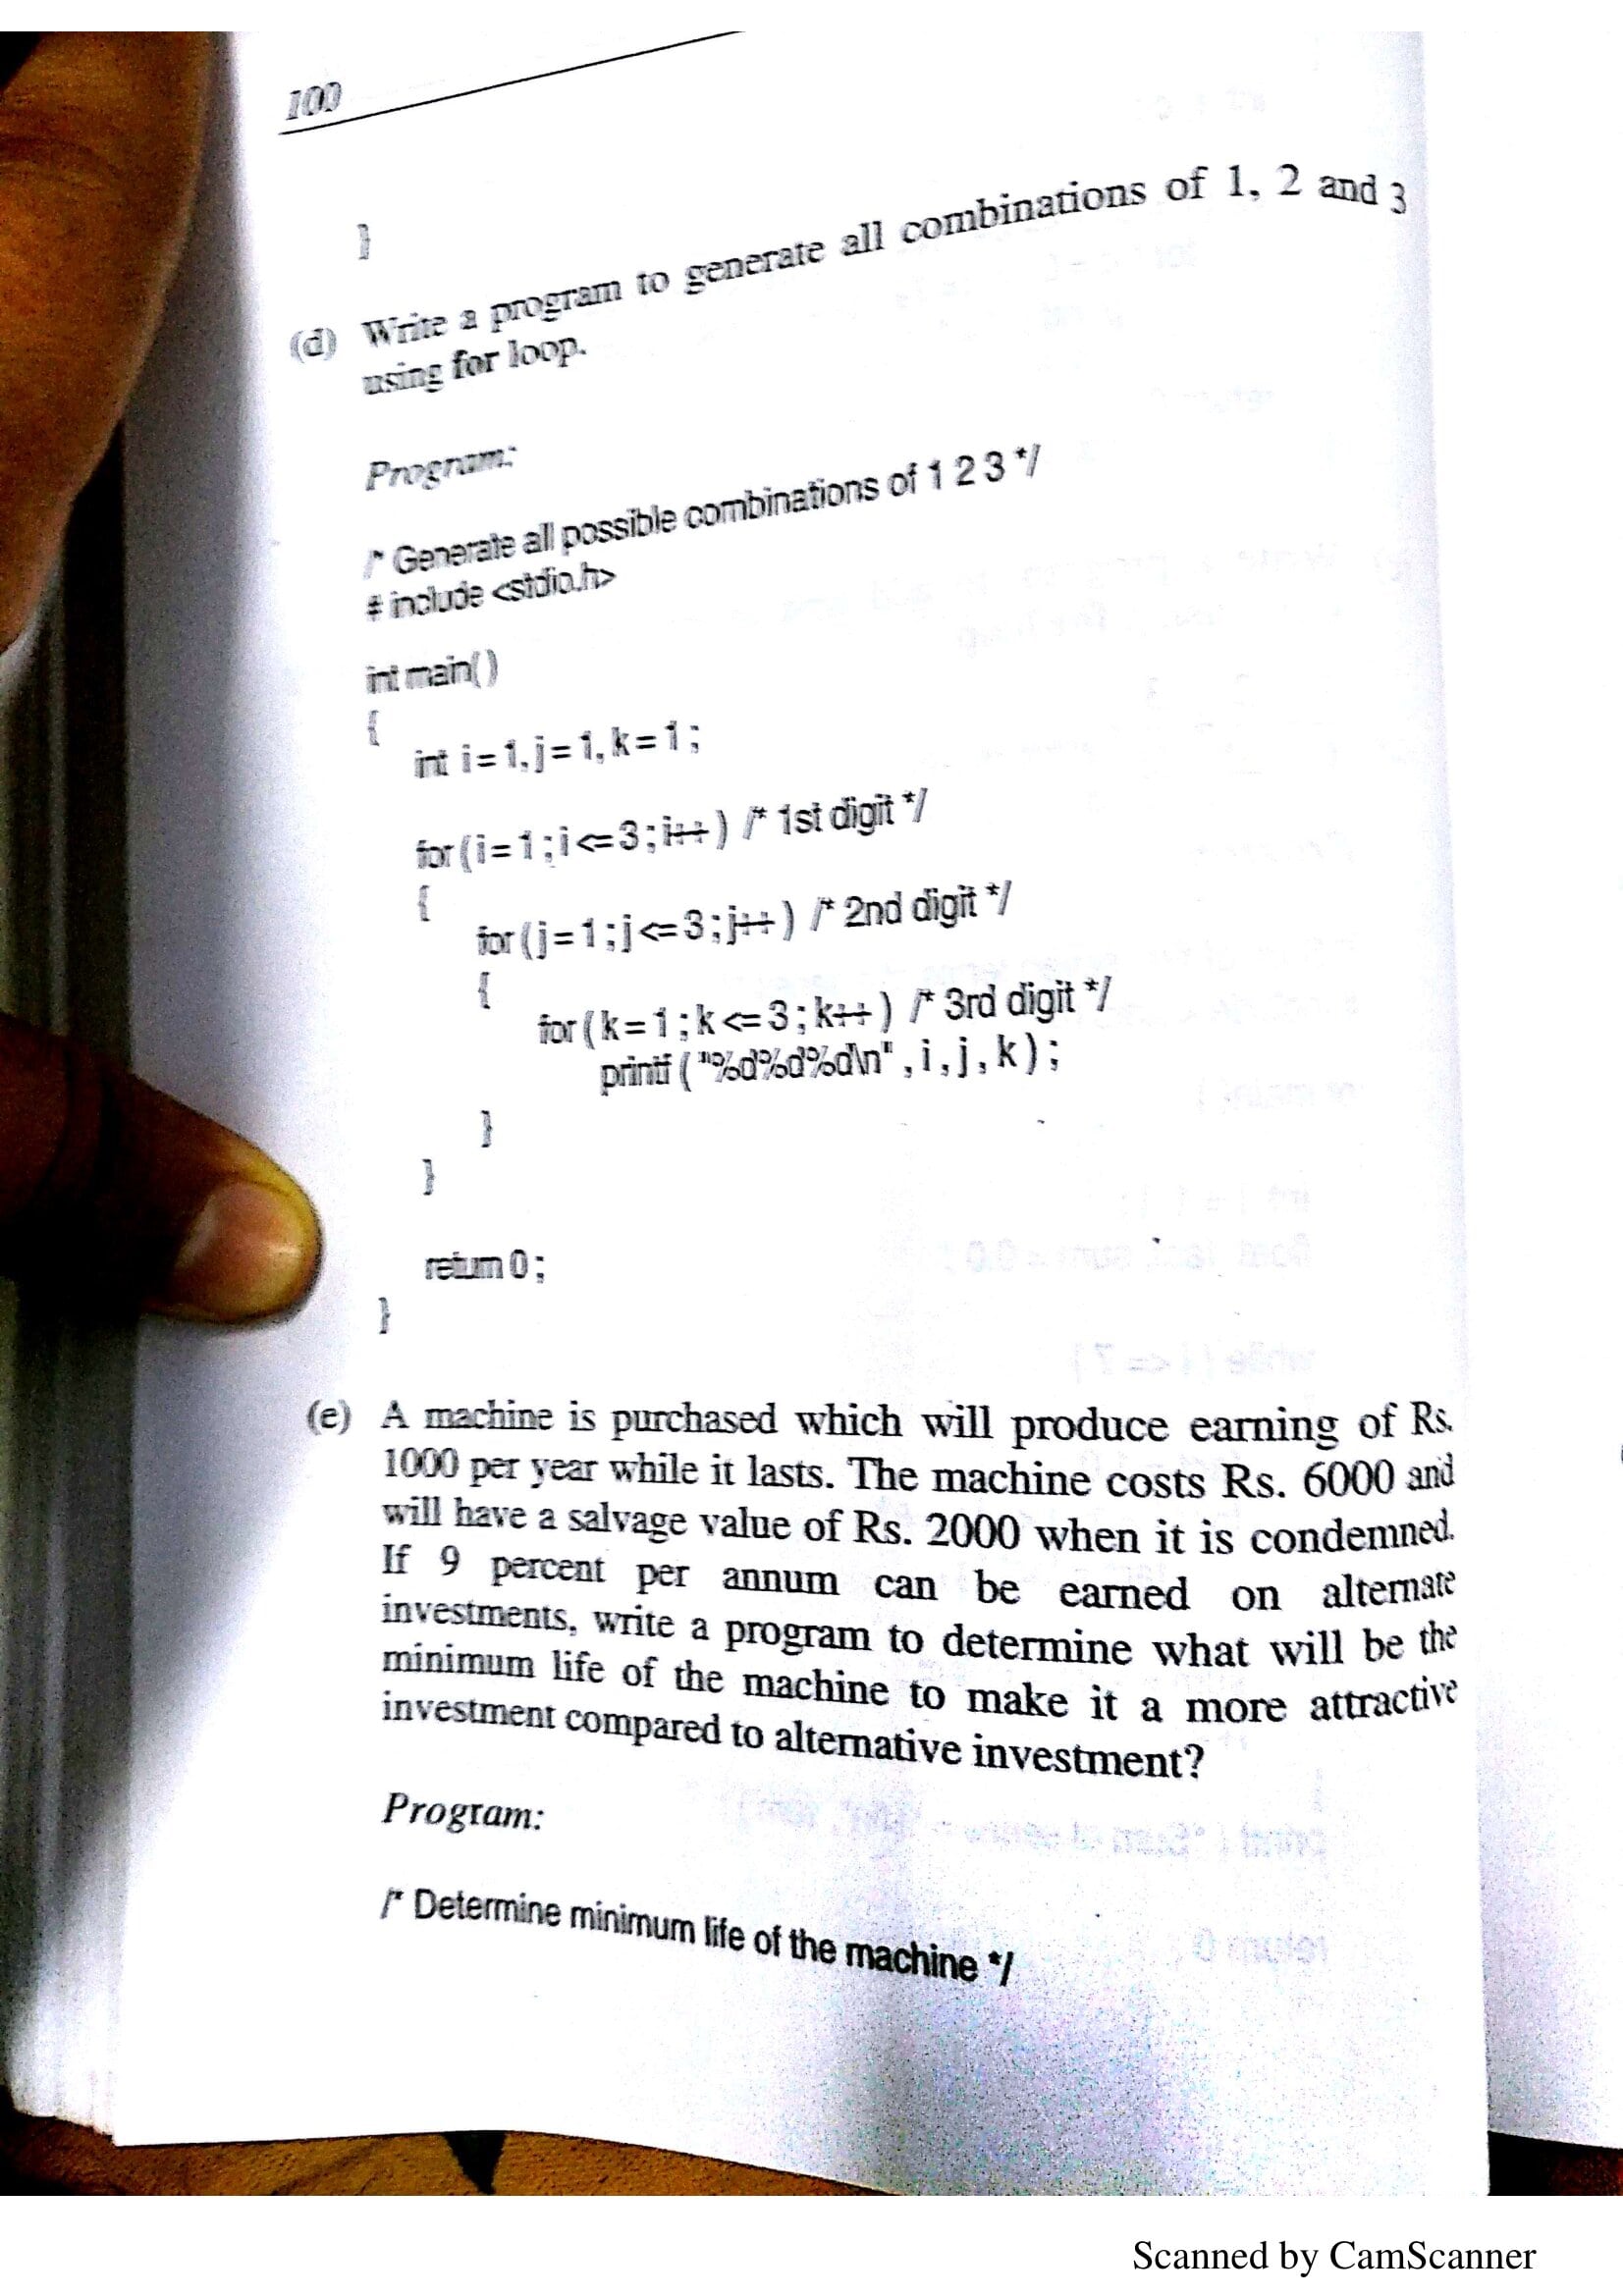 100
}
(d) Write a program to generate all combinations of 1, 2 and 3
using for loop.
Program:
/* Generate all possible combinations of 1 2 3 */
# include <stdio.h>
int main( )
{
int i = 1, j = 1, k = 1 ;
for ( i = 1 ; i <= 3 ; i++ ) /* 1st digit */
{
for ( j = 1 ; j <= 3 ; j++ ) /* 2nd digit */
{
for ( k = 1 ; k <= 3 ; k++ ) /* 3rd digit */
printf ( "%d%d%d\n" , i , j , k ) ;
}
}
return 0 ;
}
(e) A machine is purchased which will produce earning of Rs.
1000 per year while it lasts. The machine costs Rs. 6000 and
will have a salvage value of Rs. 2000 when it is condemned.
If 9 percent per annum can be earned on alternate
investments, write a program to determine what will be the
minimum life of the machine to make it a more attractive
investment compared to alternative investment?
Program:
/* Determine minimum life of the machine */
Scanned by CamScanner